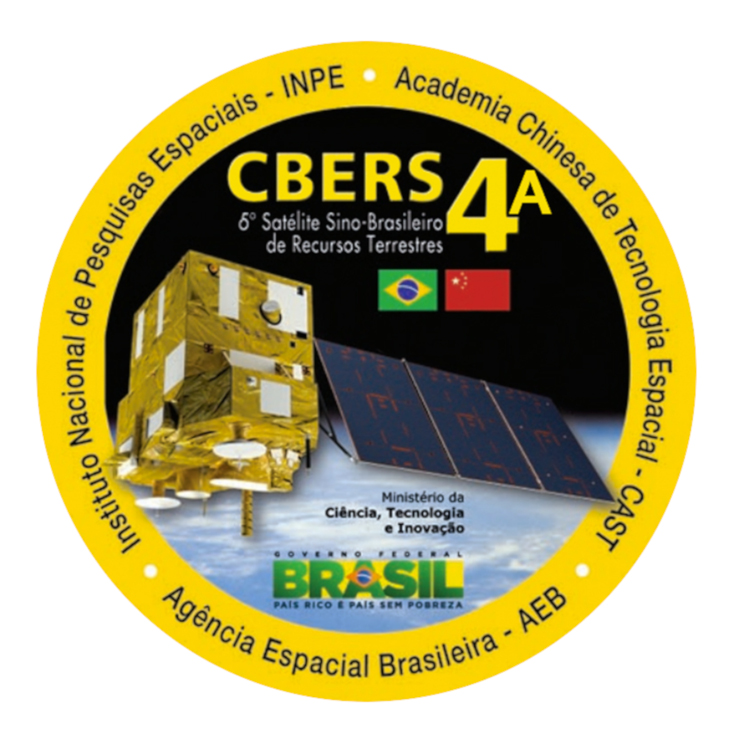 Instituto Nacional de Pesquisas Espaciais - INPE
Academia Chinesa de Tecnologia Espacial - CAST
CBERS 4A
6º Satélite Sino-Brasileiro
de Recursos Terrestres
Ministério da
Ciência, Tecnologia
e Inovação
GOVERNO FEDERAL
BRASIL
PAÍS RICO É PAÍS SEM POBREZA
Agência Espacial Brasileira - AEB